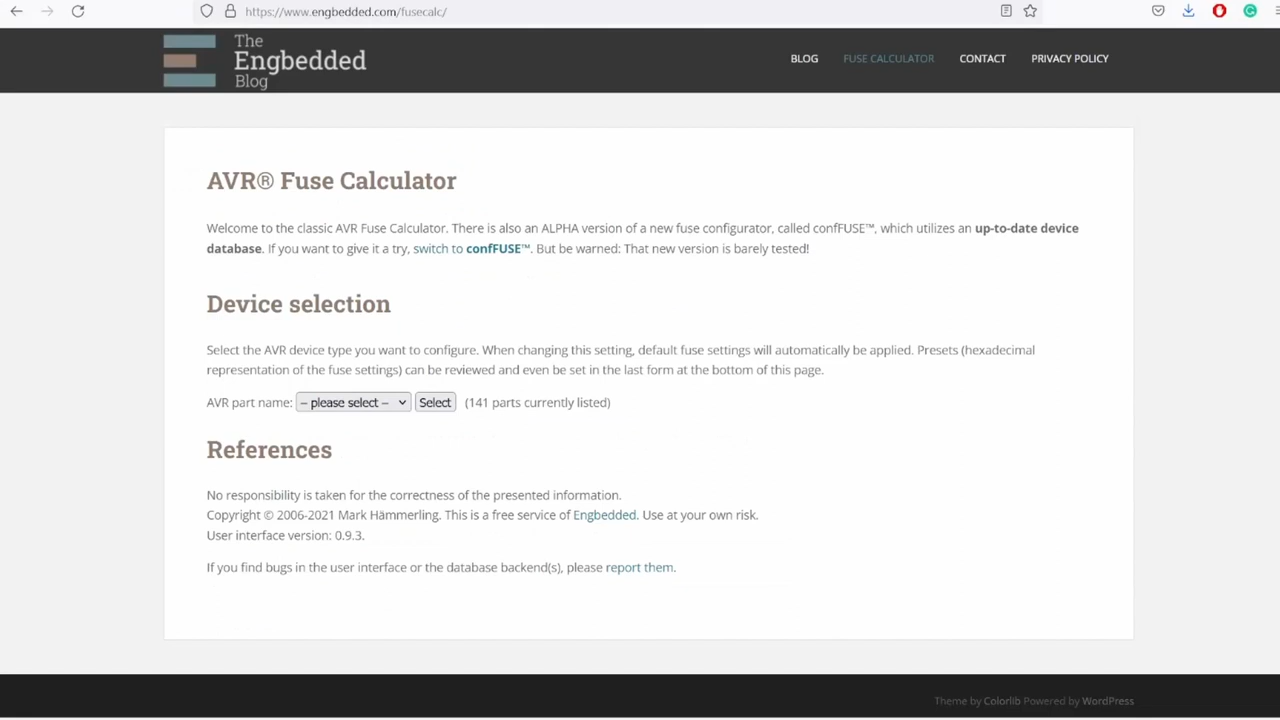 https://www.engbedded.com/fusecalc/
The
Engbedded
Blog
BLOG FUSE CALCULATOR CONTACT PRIVACY POLICY
AVR® Fuse Calculator
Welcome to the classic AVR Fuse Calculator. There is also an ALPHA version of a new fuse configurator, called confFUSE™, which utilizes an up-to-date device
database. If you want to give it a try, switch to confFUSE™. But be warned: That new version is barely tested!
Device selection
Select the AVR device type you want to configure. When changing this setting, default fuse settings will automatically be applied. Presets (hexadecimal
representation of the fuse settings) can be reviewed and even be set in the last form at the bottom of this page.
AVR part name: – please select – Select (141 parts currently listed)
References
No responsibility is taken for the correctness of the presented information.
Copyright © 2006-2021 Mark Hämmerling. This is a free service of Engbedded. Use at your own risk.
User interface version: 0.9.3.
If you find bugs in the user interface or the database backend(s), please report them.
Theme by Colorlib Powered by WordPress